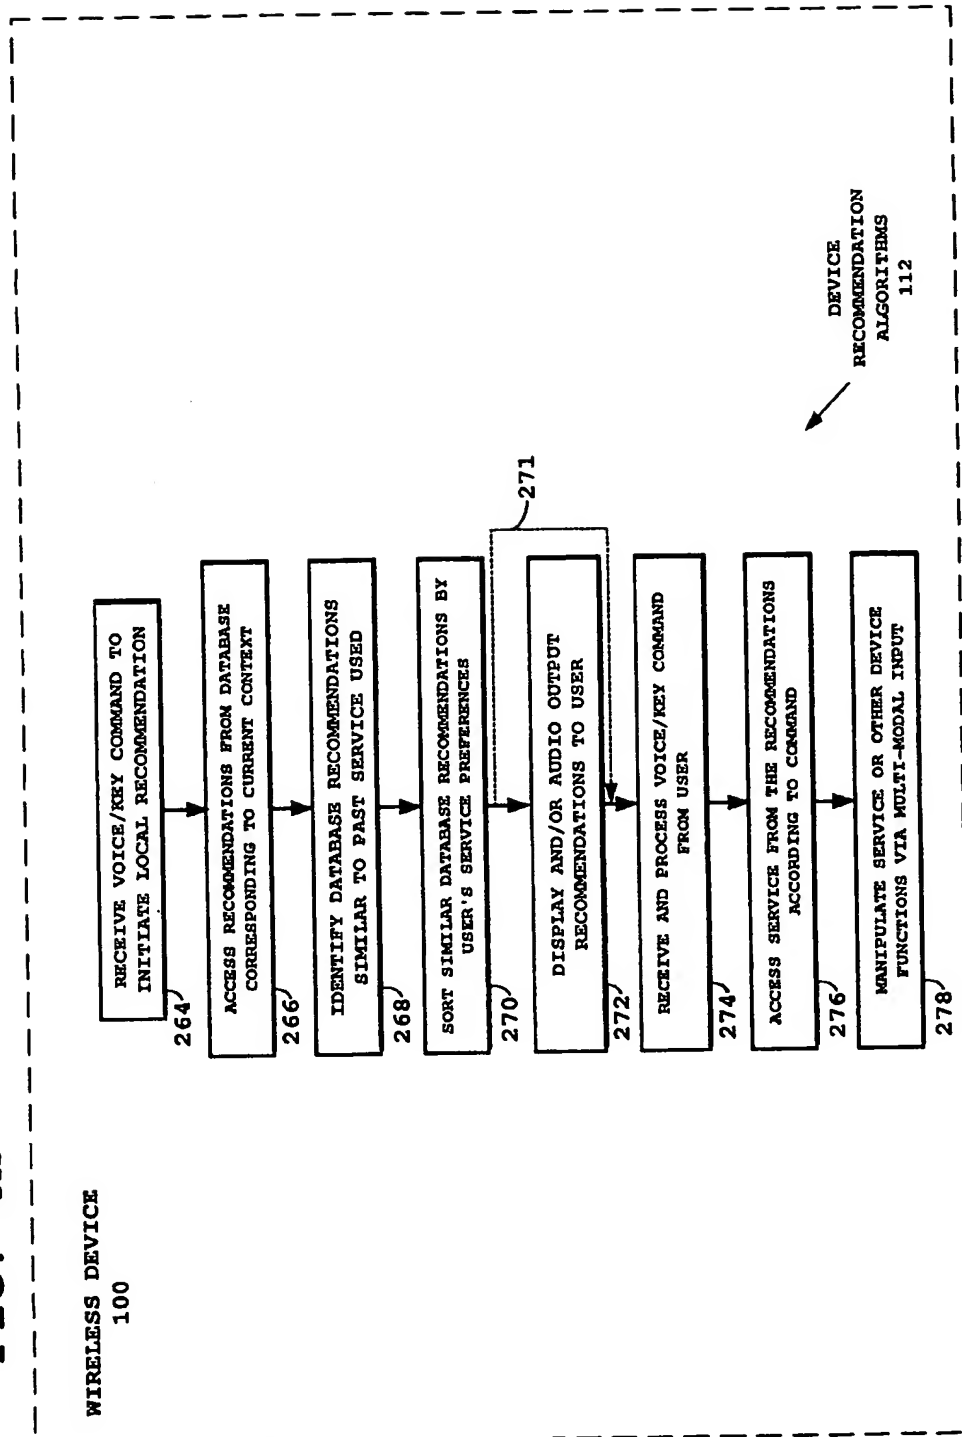 WIRELESS DEVICE
100
RECEIVE VOICE/KEY COMMAND TO
INITIATE LOCAL RECOMMENDATION
264
ACCESS RECOMMENDATIONS FROM DATABASE
CORRESPONDING TO CURRENT CONTEXT
266
IDENTIFY DATABASE RECOMMENDATIONS
SIMILAR TO PAST SERVICE USED
268
SORT SIMILAR DATABASE RECOMMENDATIONS BY
USER'S SERVICE PREFERENCES
270
271
DISPLAY AND/OR AUDIO OUTPUT
RECOMMENDATIONS TO USER
272
RECEIVE AND PROCESS VOICE/KEY COMMAND
FROM USER
274
ACCESS SERVICE FROM THE RECOMMENDATIONS
ACCORDING TO COMMAND
276
MANIPULATE SERVICE OR OTHER DEVICE
FUNCTIONS VIA MULTI-MODAL INPUT
278
DEVICE
RECOMMENDATION
ALGORITHMS
112